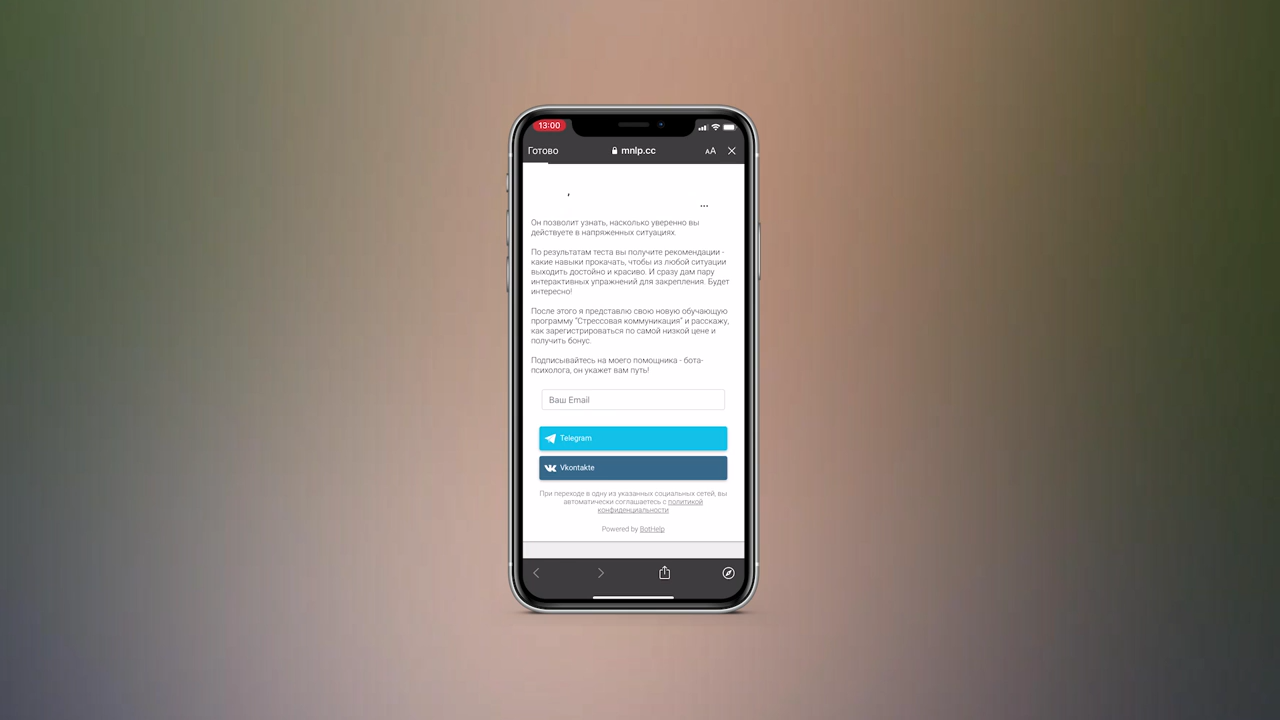 13:00
Готово
mnlp.cc
AA
,
...
Он позволит узнать, насколько уверенно вы
действуете в напряженных ситуациях.
По результатам теста вы получите рекомендации -
какие навыки прокачать, чтобы из любой ситуации
выходить достойно и красиво. И сразу дам пару
интерактивных упражнений для закрепления. Будет
интересно!
После этого я представлю свою новую обучающую
программу "Стрессовая коммуникация" и расскажу,
как зарегистрироваться по самой низкой цене и
получить бонус.
Подписывайтесь на моего помощника - бота-
психолога, он укажет вам путь!
Ваш Email
Telegram
Vkontakte
При переходе в одну из указанных социальных сетей, вы
автоматически соглашаетесь с политикой
конфиденциальности
Powered by BotHelp